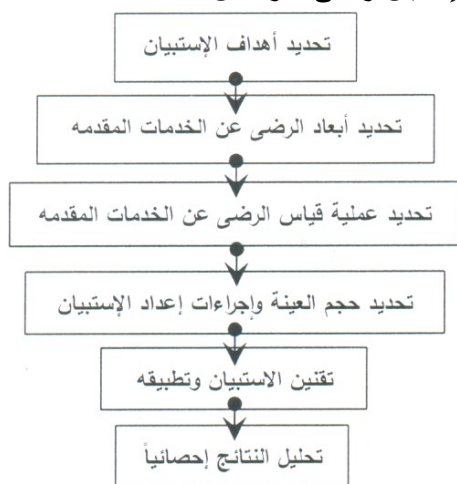 تحديد أهداف الإستبيان
تحديد أبعاد الرضى عن الخدمات المقدمه
تحديد عملية قياس الرضى عن الخدمات المقدمه
تحديد حجم العينة وإجراءات إعداد الإستبيان
تقنين الاستبيان وتطبيقه
تحليل النتائج إحصائياً